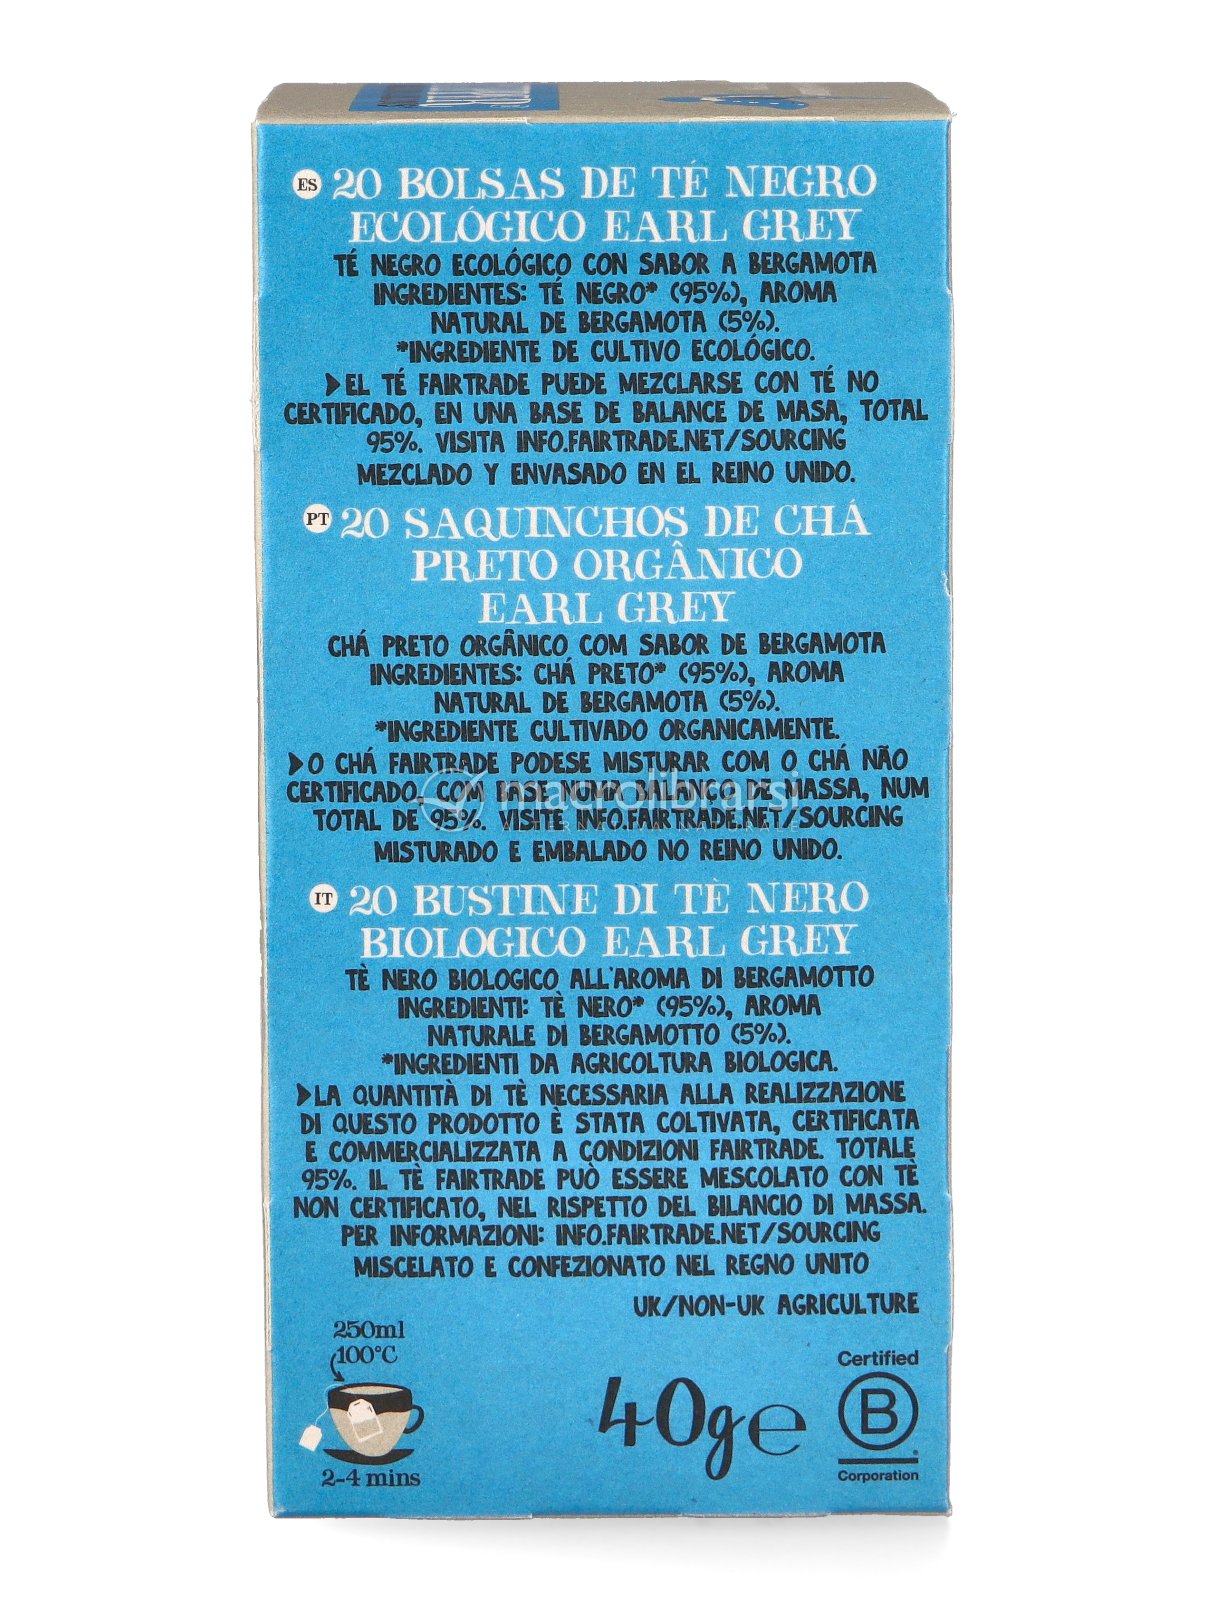 ES 20 BOLSAS DE TÉ NEGRO
ECOLÓGICO EARL GREY
TÉ NEGRO ECOLÓGICO CON SABOR A BERGAMOTA
INGREDIENTES: TÉ NEGRO* (95%), AROMA
NATURAL DE BERGAMOTA (5%).
*INGREDIENTE DE CULTIVO ECOLÓGICO.
EL TÉ FAIRTRADE PUEDE MEZCLARSE CON TÉ NO
CERTIFICADO, EN UNA BASE DE BALANCE DE MASA, TOTAL
95%. VISITA INFO.FAIRTRADE.NET/SOURCING
MEZCLADO Y ENVASADO EN EL REINO UNIDO.
PT 20 SAQUINCHOS DE CHÁ
PRETO ORGÂNICO
EARL GREY
CHÁ PRETO ORGÂNICO COM SABOR DE BERGAMOTA
INGREDIENTES: CHÁ PRETO* (95%), AROMA
NATURAL DE BERGAMOTA (5%).
*INGREDIENTE CULTIVADO ORGANICAMENTE.
O CHÁ FAIRTRADE PODESE MISTURAR COM O CHÁ NÃO
CERTIFICADO, COM BASE NUM BALANÇO DE MASSA, NUM
TOTAL DE 95%. VISITE INFO.FAIRTRADE.NET/SOURCING
macrolibrarsi
MISTURADO E EMBALADO NO REINO UNIDO.
IT 20 BUSTINE DI TÈ NERO
BIOLOGICO EARL GREY
TÈ NERO BIOLOGICO ALL'AROMA DI BERGAMOTTO
INGREDIENTI: TÈ NERO* (95%), AROMA
NATURALE DI BERGAMOTTO (5%).
*INGREDIENTI DA AGRICOLTURA BIOLOGICA.
LA QUANTITÀ DI TÈ NECESSARIA ALLA REALIZZAZIONE
DI QUESTO PRODOTTO È STATA COLTIVATA, CERTIFICATA
E COMMERCIALIZZATA A CONDIZIONI FAIRTRADE. TOTALE
95%. IL TÈ FAIRTRADE PUÒ ESSERE MESCOLATO CON TÈ
NON CERTIFICATO, NEL RISPETTO DEL BILANCIO DI MASSA.
PER INFORMAZIONI: INFO.FAIRTRADE.NET/SOURCING
MISCELATO E CONFEZIONATO NEL REGNO UNITO
UK/NON-UK AGRICULTURE
250ml
100°C
2-4 mins
40g e
Certified
B
Corporation